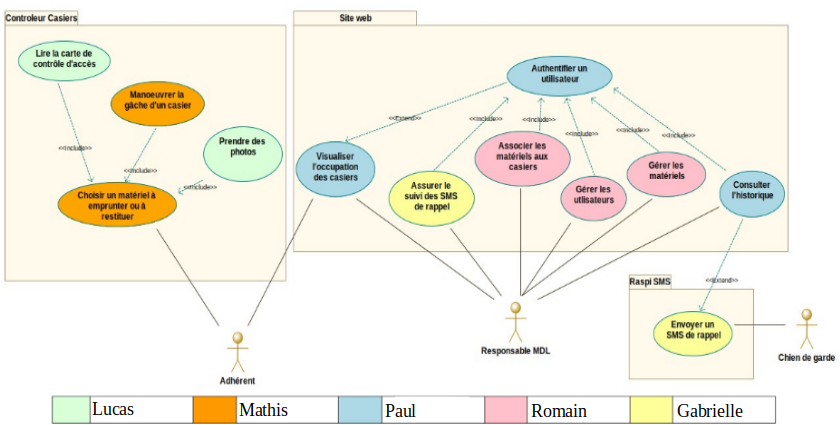 Controleur Casiers
Site web
Lire la carte de
contrôle d'accès
Manoeuvrer la
gâche d'un casier
Prendre des
photos
<<Include>>
<<Include>>
<<Include>>
Choisir un matériel à
emprunter ou à
restituer
Authentifier un
utilisateur
<<Extend>>
<<Include>>
<<Include>>
<<Include>>
<<Include>>
<<Include>>
Visualiser
l'occupation
des casiers
Assurer le
suivi des SMS
de rappel
Associer les
matériels aux
casiers
Gérer les
utlisateurs
Gérer les
matériels
Consulter
l'historique
<<Extend>>
Raspi SMS
Envoyer un
SMS de rappel
Adhérent
Responsable MDL
Chien de garde
Lucas
Mathis
Paul
Romain
Gabrielle